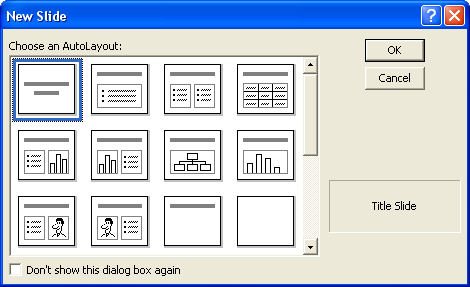 New Slide
Choose an AutoLayout:
OK
Cancel
Title Slide
Don't show this dialog box again